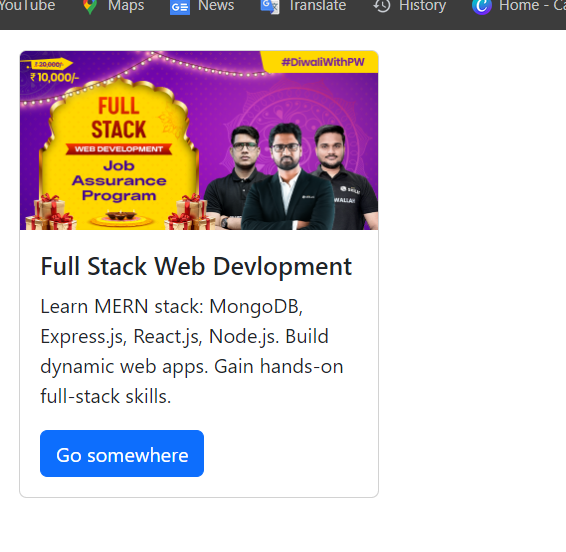 YouTube Maps News Translate History Home - Ca
₹ 20,000/-
₹ 10,000/-
#DiwaliWithPW
FULL
STACK
WEB DEVELOPMENT
Job
Assurance
Program
WALLAH
Full Stack Web Devlopment
Learn MERN stack: MongoDB,
Express.js, React.js, Node.js. Build
dynamic web apps. Gain hands-on
full-stack skills.
Go somewhere